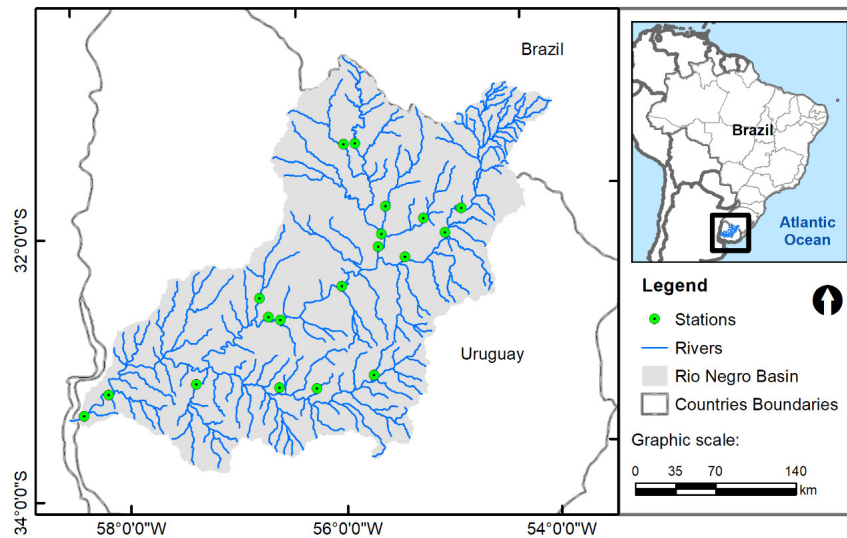 Brazil
Uruguay
32°0'0"S
34°0'0"S
58°0'0"W
56°0'0"W
54°0'0"W
Brazil
Atlantic
Ocean
Legend
Stations
Rivers
Rio Negro Basin
Countries Boundaries
Graphic scale:
0 35 70 140
km